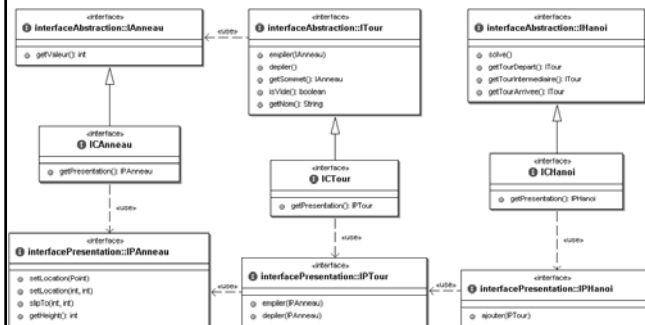 «interface»
interfaceAbstraction::IAnneau
getValeur(): int
«use»
«interface»
interfaceAbstraction::ITour
empiler(IAnneau)
depiler()
getSommet(): IAnneau
isVide(): boolean
getNom(): String
«interface»
interfaceAbstraction::IHanoi
solve()
getTourDepart(): ITour
getTourIntermediaire(): ITour
getTourArrivee(): ITour
«interface»
ICAnneau
getPresentation(): IPAnneau
«interface»
ICTour
getPresentation(): IPTour
«interface»
ICHanoi
getPresentation(): IPHanoi
«use»
«use»
«use»
«interface»
interfacePresentation::IPAnneau
setLocation(Point)
setLocation(int, int)
slipTo(int, int)
getHeight(): int
«use»
«interface»
interfacePresentation::IPTour
empiler(IPAnneau)
depiler(IPAnneau)
«use»
«interface»
interfacePresentation::IPHanoi
ajouter(IPTour)